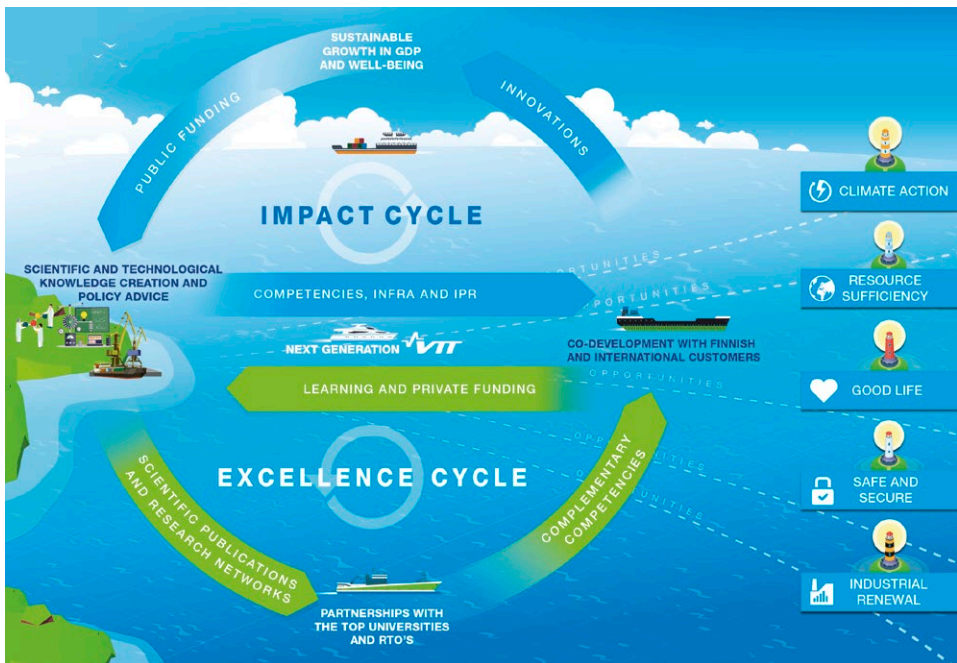 SUSTAINABLE
GROWTH IN GDP
AND WELL-BEING
PUBLIC FUNDING
INNOVATIONS
IMPACT CYCLE
SCIENTIFIC AND TECHNOLOGICAL
KNOWLEDGE CREATION AND
POLICY ADVICE
COMPETENCIES, INFRA AND IPR
OPPORTUNITIES
NEXT GENERATION VTT
CO-DEVELOPMENT WITH FINNISH
AND INTERNATIONAL CUSTOMERS
LEARNING AND PRIVATE FUNDING
OPPORTUNITIES
EXCELLENCE CYCLE
SCIENTIFIC PUBLICATIONS
AND RESEARCH NETWORKS
COMPLEMENTARY
COMPETENCIES
PARTNERSHIPS WITH
THE TOP UNIVERSITIES
AND RTO'S
CLIMATE ACTION
RESOURCE
SUFFICIENCY
GOOD LIFE
SAFE AND
SECURE
INDUSTRIAL
RENEWAL